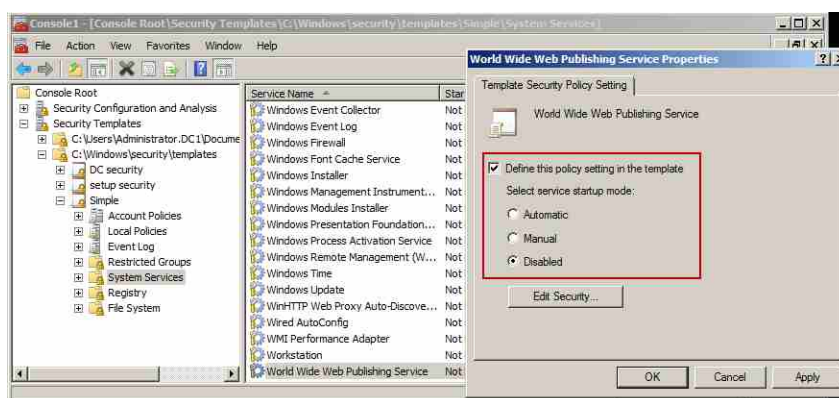 Console1 - [Console Root\Security Templates\C:\Windows\security\templates\Simple\System Services]
File Action View Favorites Window Help
Console Root
Security Configuration and Analysis
Security Templates
C:\Users\Administrator.DC1\Docume
C:\Windows\security\templates
DC security
setup security
Simple
Account Policies
Local Policies
Event Log
Restricted Groups
System Services
Registry
File System
Service Name Star
Windows Event Collector Not
Windows Event Log Not
Windows Firewall Not
Windows Font Cache Service Not
Windows Installer Not
Windows Management Instrument... Not
Windows Modules Installer Not
Windows Presentation Foundation... Not
Windows Process Activation Service Not
Windows Remote Management (W... Not
Windows Time Not
Windows Update Not
WinHTTP Web Proxy Auto-Discove... Not
Wired AutoConfig Not
WMI Performance Adapter Not
Workstation Not
World Wide Web Publishing Service Not
World Wide Web Publishing Service Properties
Template Security Policy Setting
World Wide Web Publishing Service
Define this policy setting in the template
Select service startup mode:
Automatic
Manual
Disabled
Edit Security...
OK Cancel Apply